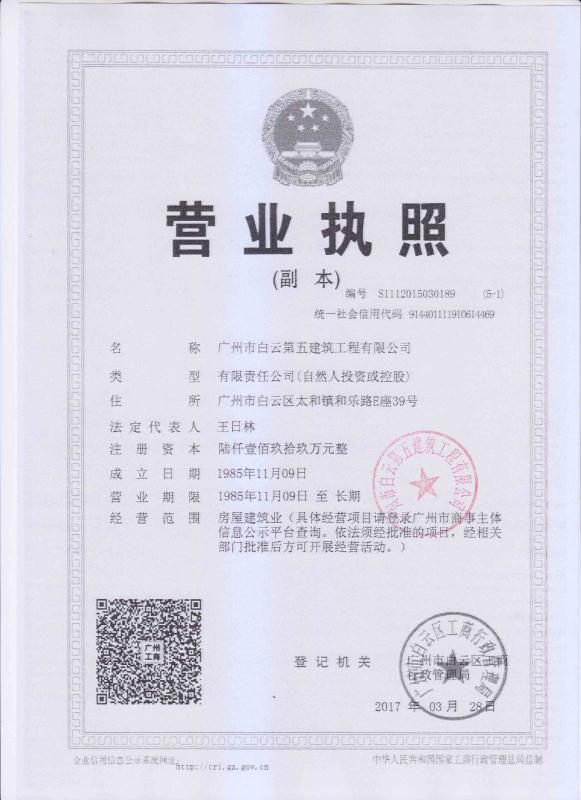 营业执照
(副 本)
编号 S1112015030189 (5-1)
统一社会信用代码 914401111910614469
名 称 广州市白云第五建筑工程有限公司
类 型 有限责任公司(自然人投资或控股)
住 所 广州市白云区太和镇和乐路E座39号
法定代表人 王日林
注册资本 陆仟壹佰玖拾玖万元整
成立日期 1985年11月09日
营业期限 1985年11月09日 至 长期
经营范围 房屋建筑业（具体经营项目请登录广州市商事主体
信息公示平台查询。依法须经批准的项目，经相关
部门批准后方可开展经营活动。）
广州市白云第五建筑工程有限公司
广州
工商
登记机关
广州市白云区工商
行政管理局
广州市白云区工商行政管理局
2017 年 03 月 28日
企业信用信息公示系统网址: http://cri.gz.gov.cn
中华人民共和国国家工商行政管理总局监制